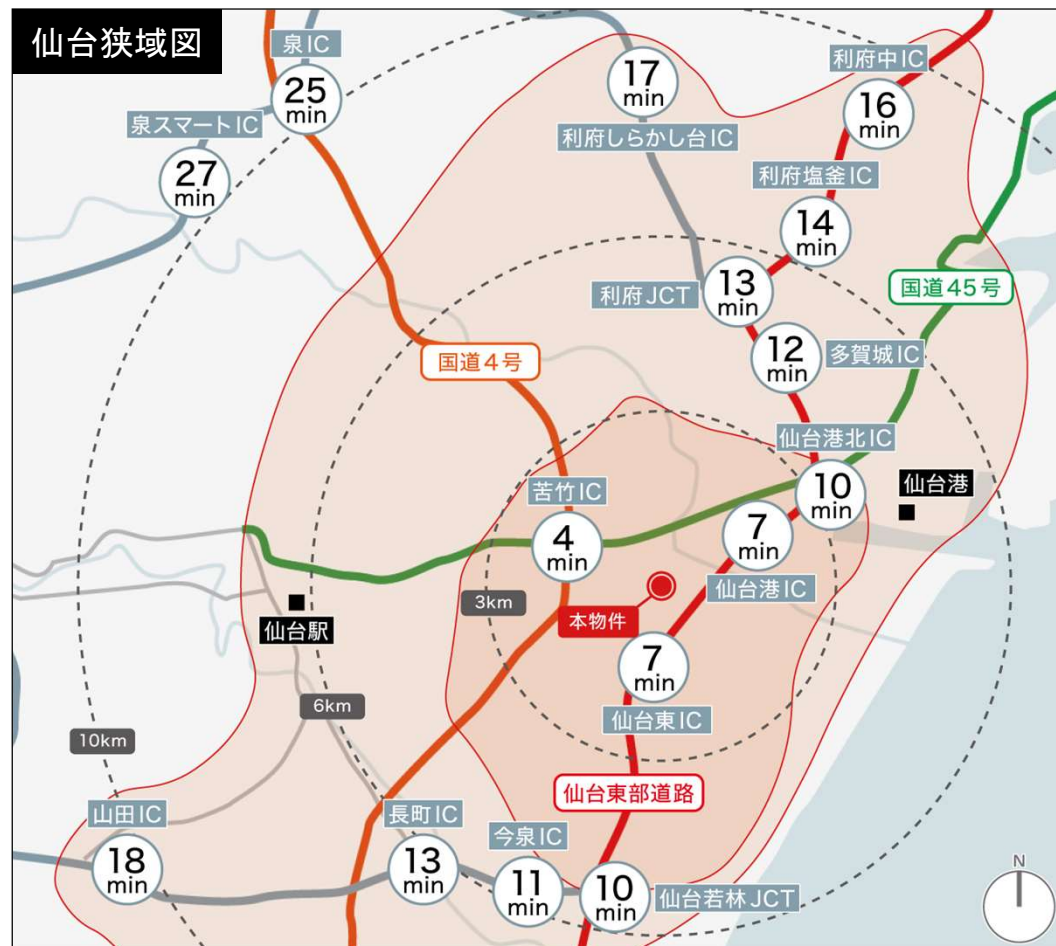 仙台狭域図
泉IC
25
min
泉スマートIC
27
min
17
min
利府しらかし台IC
利府中IC
16
min
利府塩釜IC
14
min
利府JCT
13
min
国道45号
12
min
多賀城IC
国道4号
仙台港北IC
10
min
仙台港
苦竹IC
4
min
7
min
仙台港IC
3km
本物件
仙台駅
7
min
仙台東IC
6km
10km
仙台東部道路
山田IC
18
min
長町IC
13
min
今泉IC
11
min
10
min
仙台若林JCT
N